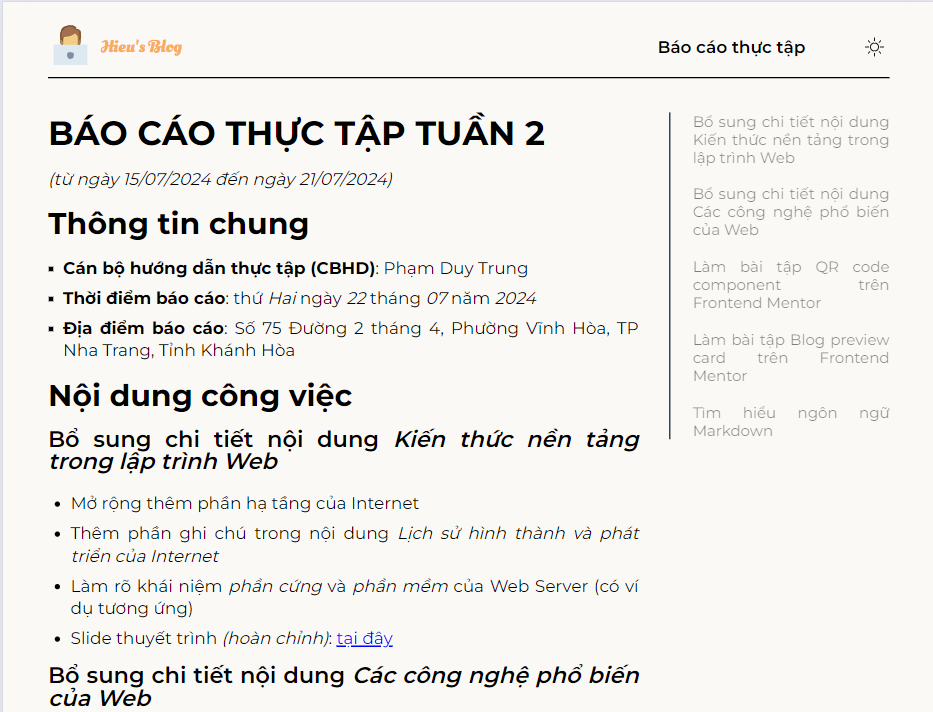 Hieu's Blog
Báo cáo thực tập
BÁO CÁO THỰC TẬP TUẦN 2
(từ ngày 15/07/2024 đến ngày 21/07/2024)
Thông tin chung
Cán bộ hướng dẫn thực tập (CBHD): Phạm Duy Trung
Thời điểm báo cáo: thứ Hai ngày 22 tháng 07 năm 2024
Địa điểm báo cáo: Số 75 Đường 2 tháng 4, Phường Vĩnh Hòa, TP
Nha Trang, Tỉnh Khánh Hòa
Nội dung công việc
Bổ sung chi tiết nội dung Kiến thức nền tảng
trong lập trình Web
Mở rộng thêm phần hạ tầng của Internet
Thêm phần ghi chú trong nội dung Lịch sử hình thành và phát
triển của Internet
Làm rõ khái niệm phần cứng và phần mềm của Web Server (có ví
dụ tương ứng)
Slide thuyết trình (hoàn chỉnh): tại đây
Bổ sung chi tiết nội dung Các công nghệ phổ biến
của Web
Bổ sung chi tiết nội dung
Kiến thức nền tảng trong
lập trình Web
Bổ sung chi tiết nội dung
Các công nghệ phổ biến
của Web
Làm bài tập QR code
component trên
Frontend Mentor
Làm bài tập Blog preview
card trên Frontend
Mentor
Tìm hiểu ngôn ngữ
Markdown